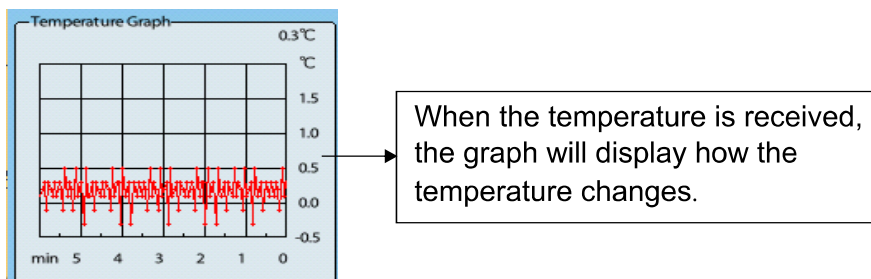 Temperature Graph
0.3℃
℃
1.5
1.0
0.5
0.0
-0.5
min 5 4 3 2 1 0
When the temperature is received,
the graph will display how the
temperature changes.